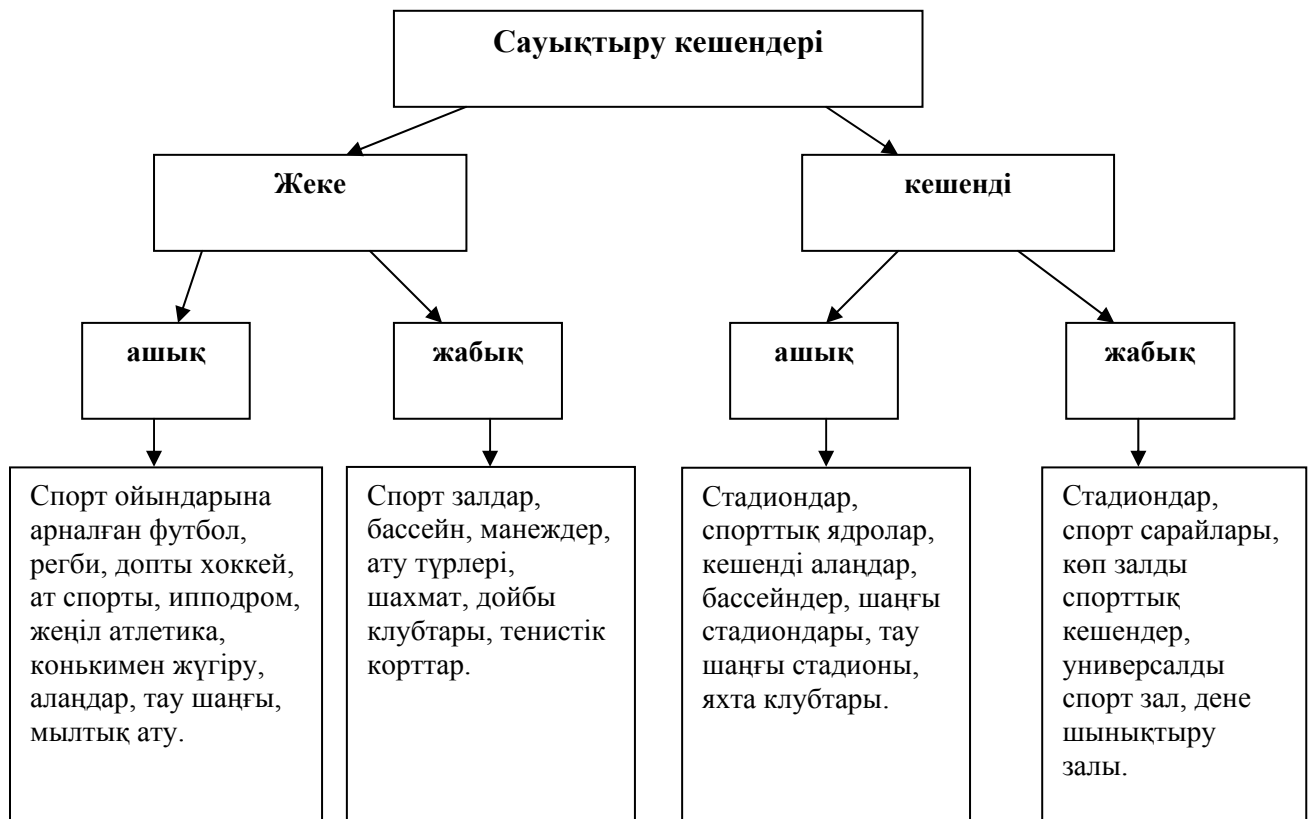 Сауықтыру кешендері
Жеке
кешенді
ашық
жабық
ашық
жабық
Спорт ойындарына
арналған футбол,
регби, допты хоккей,
ат спорты, ипподром,
жеңіл атлетика,
конькимен жүгіру,
алаңдар, тау шаңғы,
мылтық ату.
Спорт залдар,
бассейн, манеждер,
ату түрлері,
шахмат, дойбы
клубтары, тенистік
корттар.
Стадиондар,
спорттық ядролар,
кешенді алаңдар,
бассейндер, шаңғы
стадиондары, тау
шаңғы стадионы,
яхта клубтары.
Стадиондар,
спорт сарайлары,
көп залды
спорттық
кешендер,
универсалды
спорт зал, дене
шынықтыру
залы.